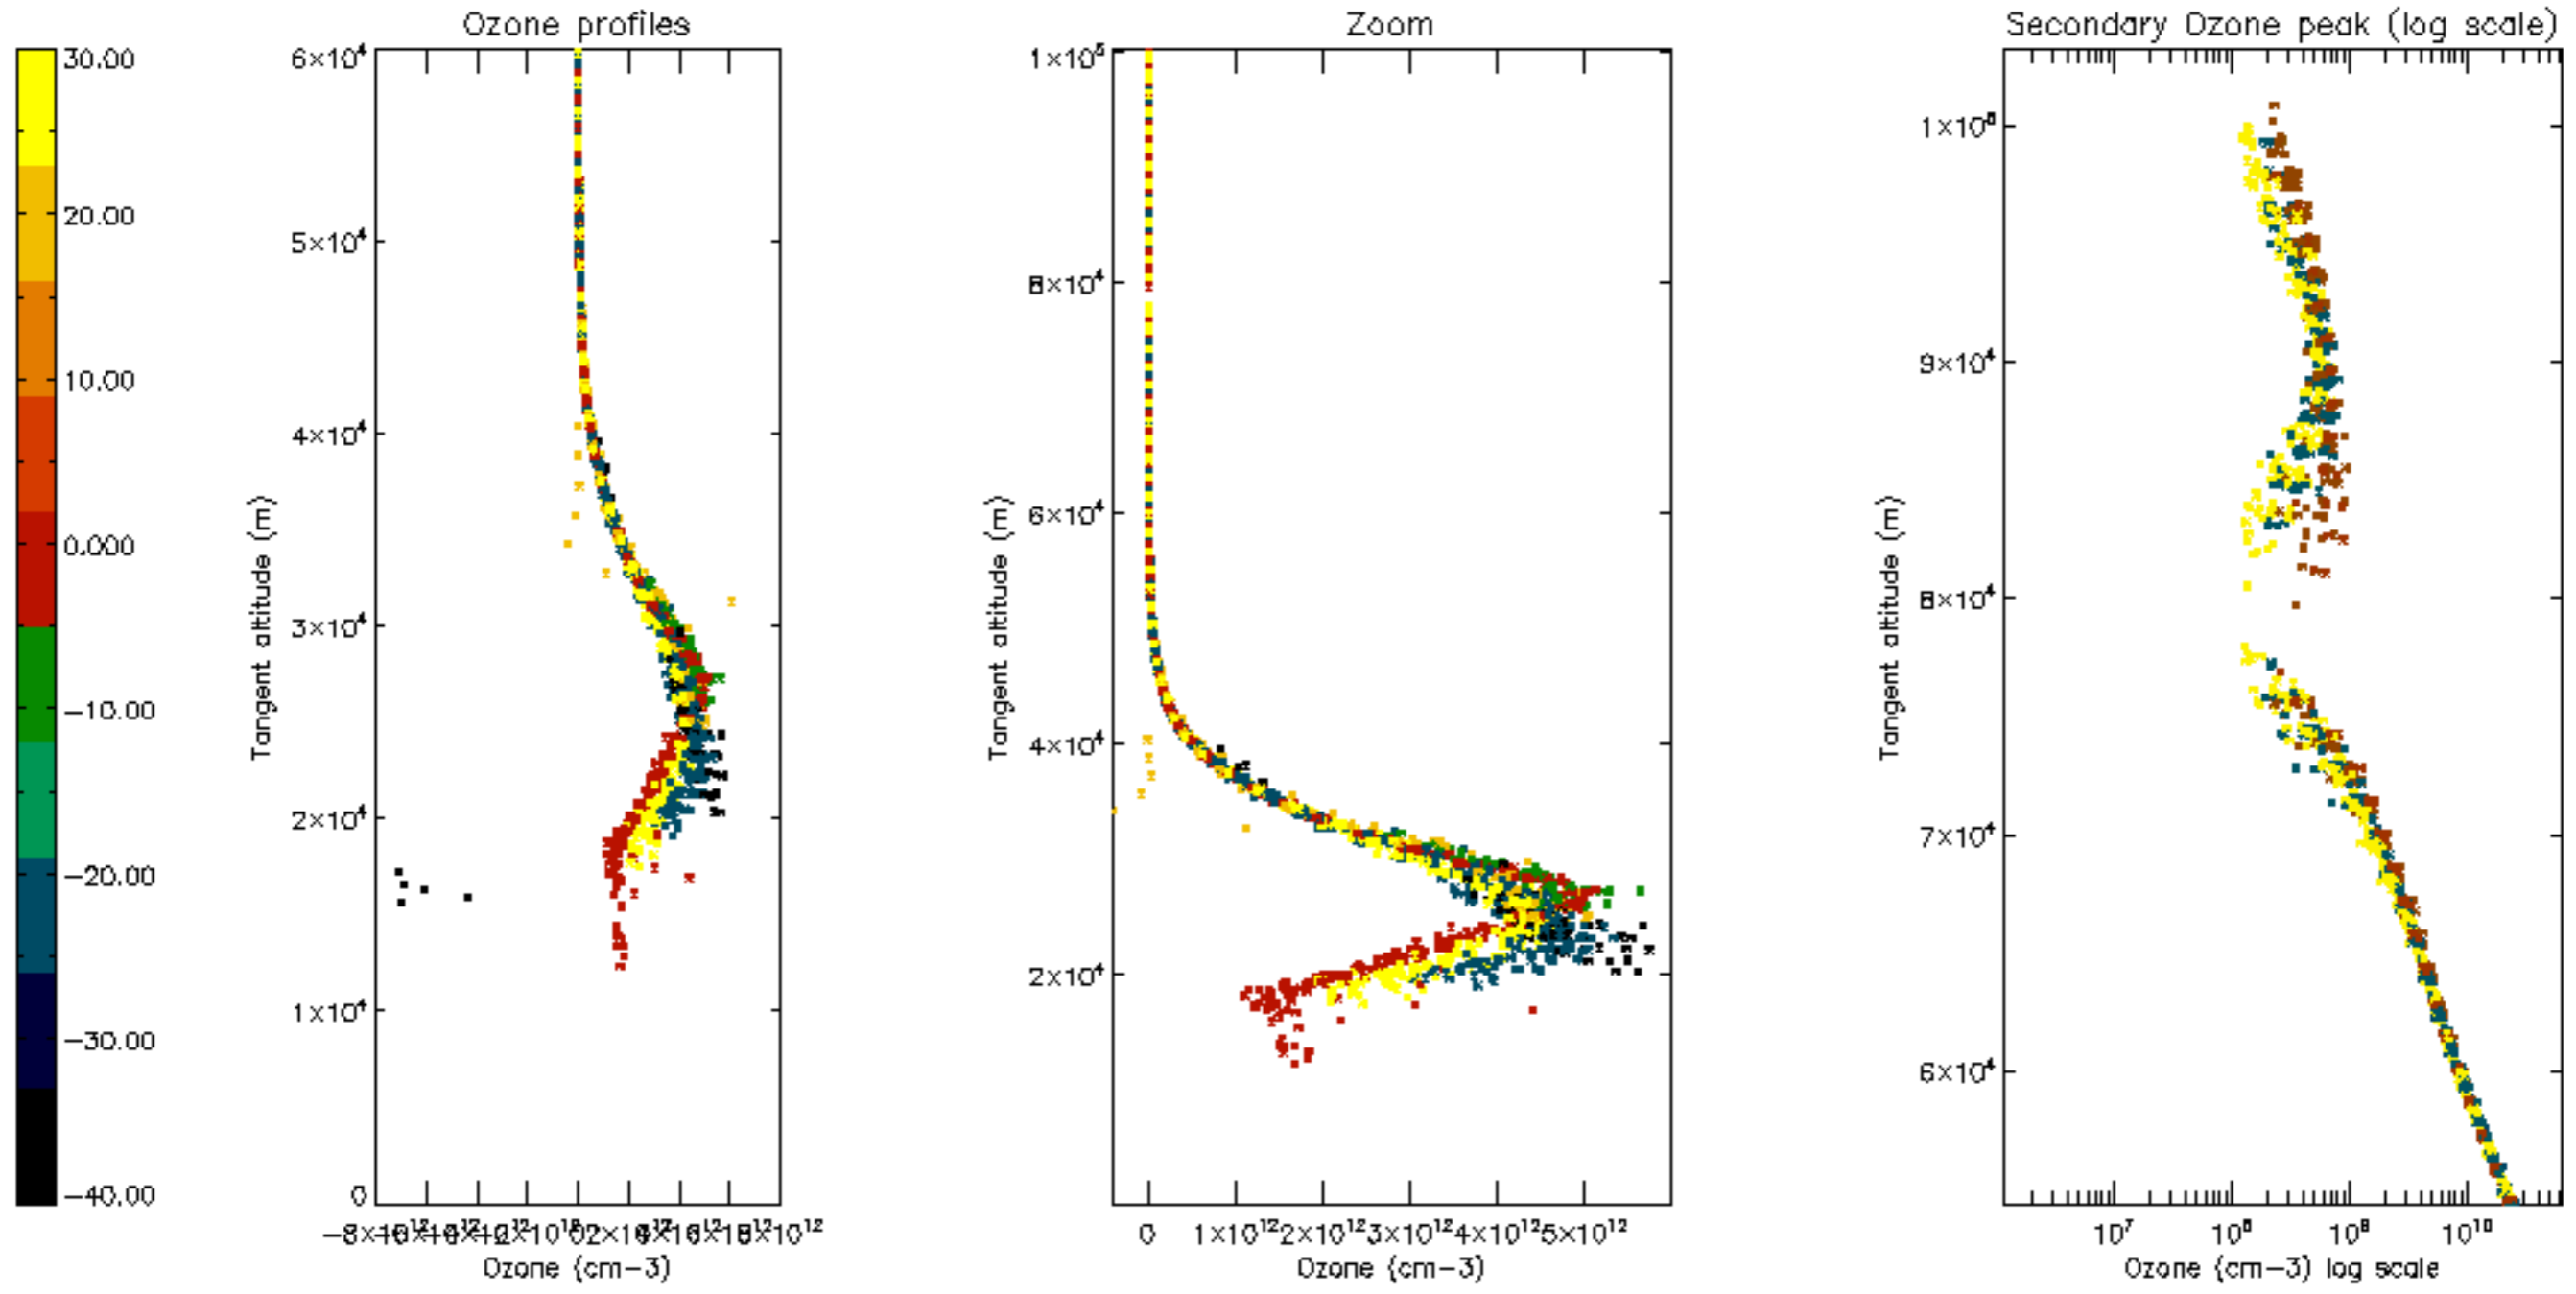 Ozone profiles
Zoom
Secondary Ozone peak (log scale)
30.00
20.00
10.00
0.000
−10.00
−20.00
−30.00
−40.00
6×10⁴
5×10⁴
4×10⁴
3×10⁴
2×10⁴
1×10⁴
0
Tangent altitude (m)
Ozone (cm−3)
1×10⁵
8×10⁴
6×10⁴
4×10⁴
2×10⁴
Tangent altitude (m)
0 1×10¹² 2×10¹² 3×10¹² 4×10¹² 5×10¹²
Ozone (cm−3)
1×10⁵
9×10⁴
8×10⁴
7×10⁴
6×10⁴
Tangent altitude (m)
10⁷ 10⁸ 10⁹ 10¹⁰
Ozone (cm−3) log scale